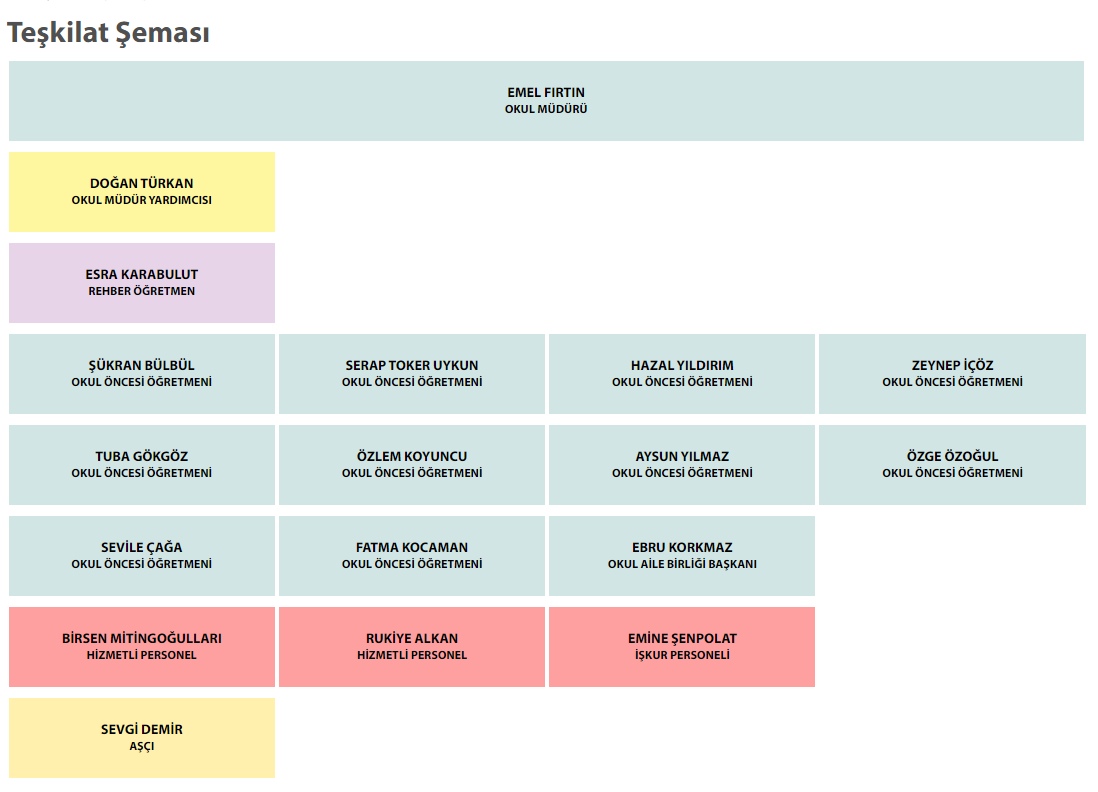 Teşkilat Şeması
EMEL FIRTIN
OKUL MÜDÜRÜ
DOĞAN TÜRKAN
OKUL MÜDÜR YARDIMCISI
ESRA KARABULUT
REHBER ÖĞRETMEN
ŞÜKRAN BÜLBÜL
OKUL ÖNCESİ ÖĞRETMENİ
SERAP TOKER UYKUN
OKUL ÖNCESİ ÖĞRETMENİ
HAZAL YILDIRIM
OKUL ÖNCESİ ÖĞRETMENİ
ZEYNEP İÇÖZ
OKUL ÖNCESİ ÖĞRETMENİ
TUBA GÖKGÖZ
OKUL ÖNCESİ ÖĞRETMENİ
ÖZLEM KOYUNCU
OKUL ÖNCESİ ÖĞRETMENİ
AYSUN YILMAZ
OKUL ÖNCESİ ÖĞRETMENİ
ÖZGE ÖZOĞUL
OKUL ÖNCESİ ÖĞRETMENİ
SEVİLE ÇAĞA
OKUL ÖNCESİ ÖĞRETMENİ
FATMA KOCAMAN
OKUL ÖNCESİ ÖĞRETMENİ
EBRU KORKMAZ
OKUL AİLE BİRLİĞİ BAŞKANI
BİRSEN MİTİNGOĞULLARI
HİZMETLİ PERSONEL
RUKİYE ALKAN
HİZMETLİ PERSONEL
EMİNE ŞENPOLAT
İŞKUR PERSONELİ
SEVGİ DEMİR
AŞÇI